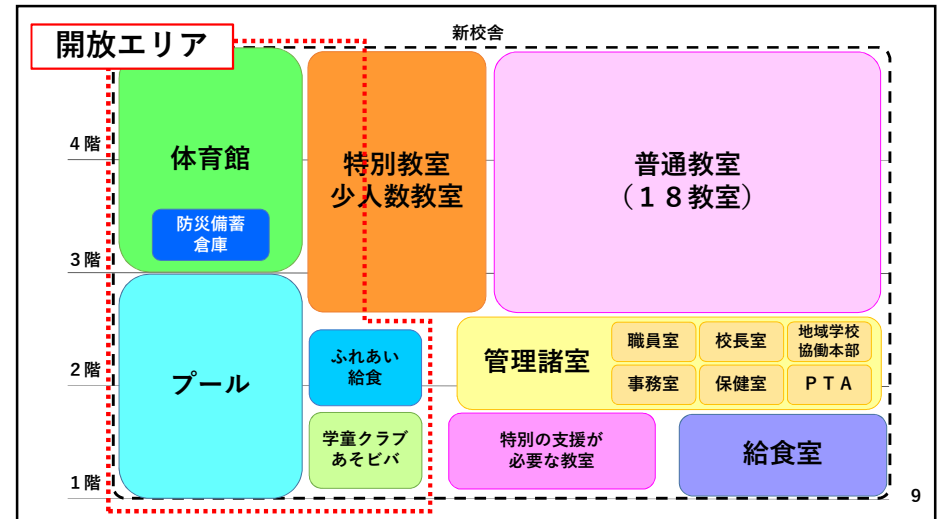 開放エリア
新校舎
4階
3階
2階
1階
体育館
防災備蓄
倉庫
特別教室
少人数教室
普通教室
（１８教室）
プール
ふれあい
給食
学童クラブ
あそビバ
管理諸室
職員室
校長室
地域学校
協働本部
事務室
保健室
ＰＴＡ
特別の支援が
必要な教室
給食室
9